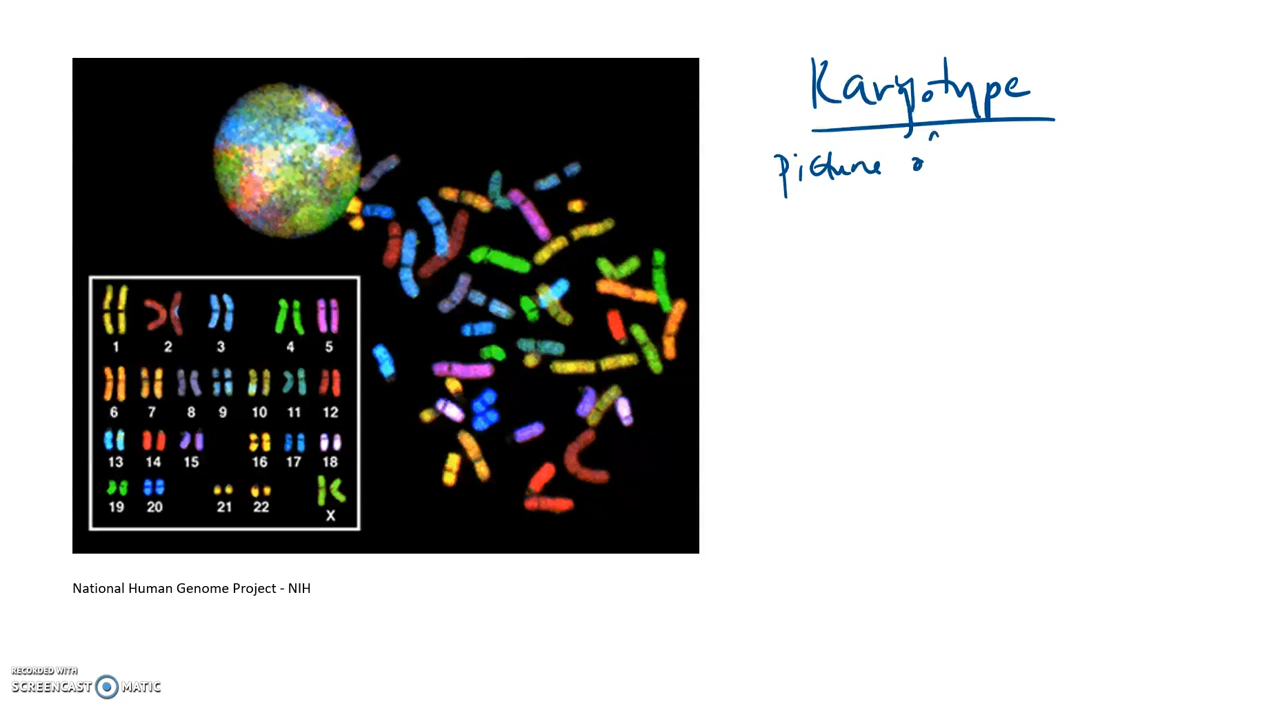 Karyotype
picture o
1 2 3 4 5
6 7 8 9 10 11 12
13 14 15 16 17 18
19 20 21 22 X
National Human Genome Project - NIH
RECORDED WITH
SCREENCAST MATIC